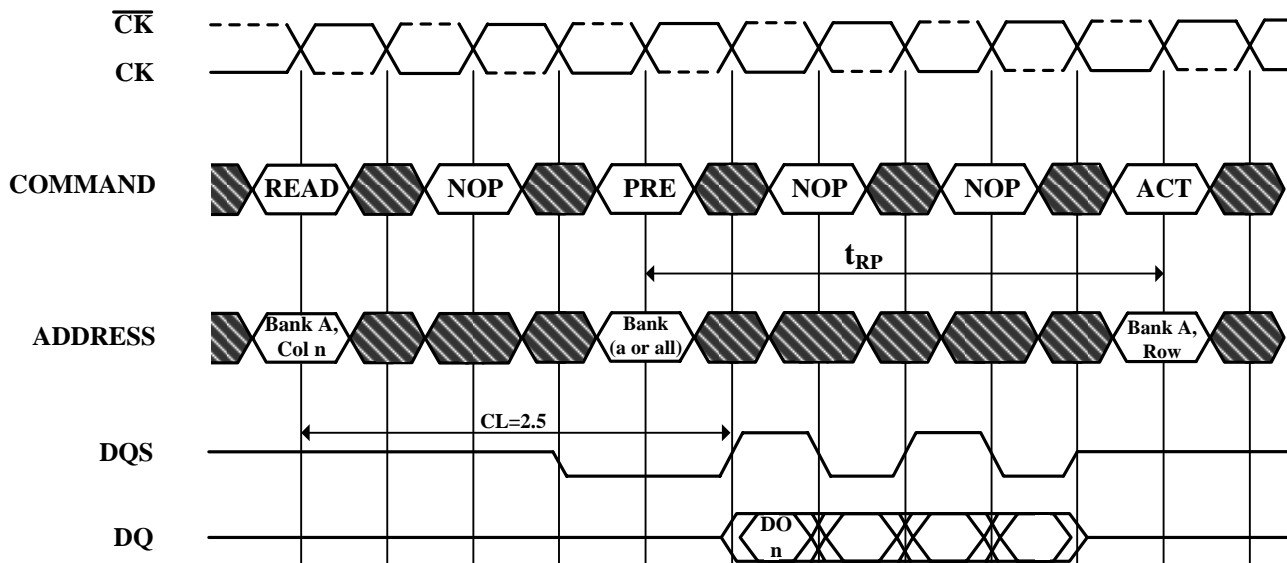 C̅K̅
CK
COMMAND
READ
NOP
PRE
NOP
NOP
ACT
tRP
ADDRESS
Bank A,
Col n
Bank
(a or all)
Bank A,
Row
CL=2.5
DQS
DQ
DO
n